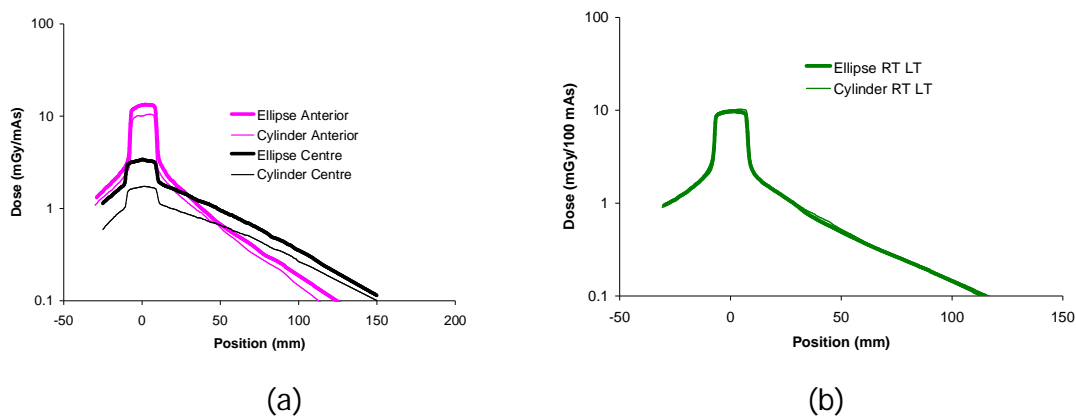 100
10
1
0.1
-50
0
50
100
150
200
Dose (mGy/mAs)
Position (mm)
Ellipse Anterior
Cylinder Anterior
Ellipse Centre
Cylinder Centre
(a)
100
10
1
0.1
-50
0
50
100
150
Dose (mGy/100 mAs)
Position (mm)
Ellipse RT LT
Cylinder RT LT
(b)